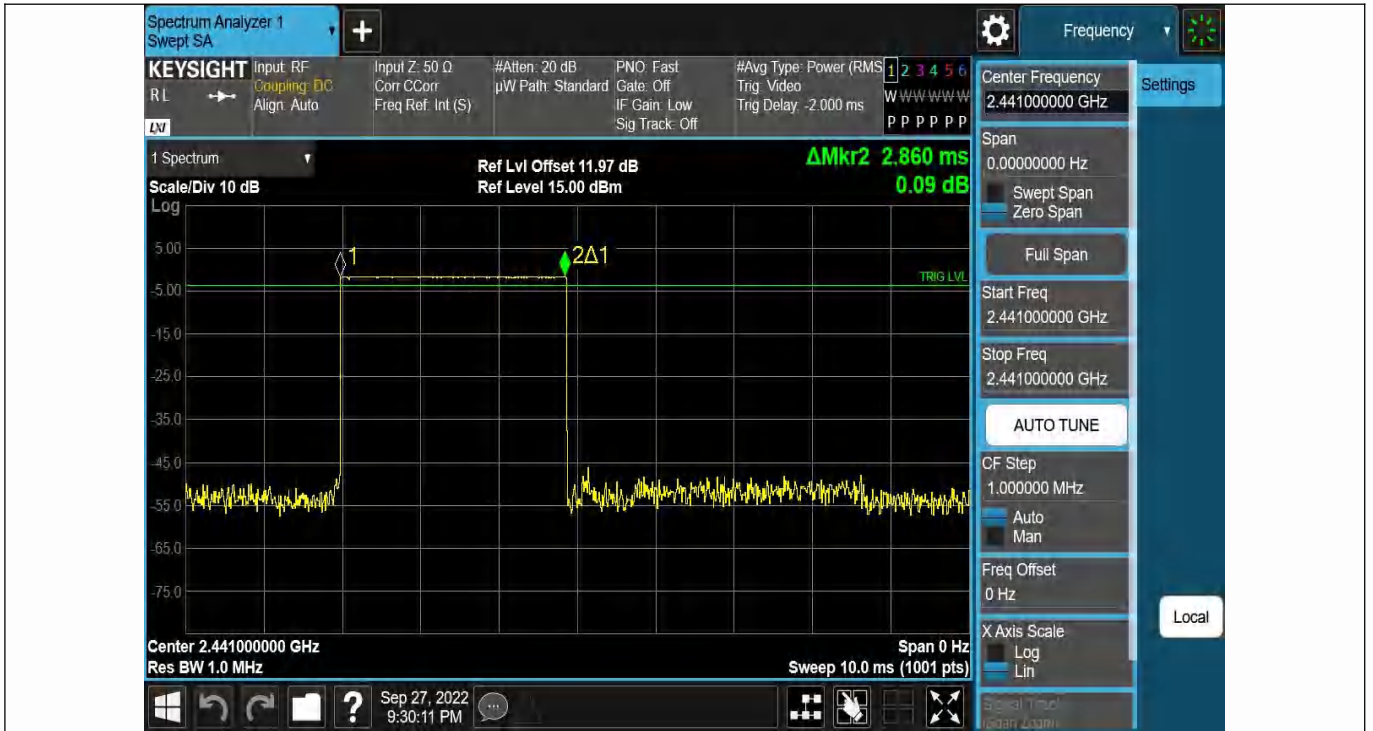 Spectrum Analyzer 1
Swept SA
Frequency
KEYSIGHT
R L
LXI
Input: RF
Coupling: DC
Align: Auto
Input Z: 50 Ω
Corr CCorr
Freq Ref: Int (S)
#Atten: 20 dB
µW Path: Standard
PNO: Fast
Gate: Off
IF Gain: Low
Sig Track: Off
#Avg Type: Power (RMS
Trig: Video
Trig Delay: -2.000 ms
1 2 3 4 5 6
W W W W W W
P P P P P P
Center Frequency
2.441000000 GHz
Settings
Span
0.00000000 Hz
Swept Span
Zero Span
Full Span
Start Freq
2.441000000 GHz
Stop Freq
2.441000000 GHz
AUTO TUNE
CF Step
1.000000 MHz
Auto
Man
Freq Offset
0 Hz
X Axis Scale
Log
Lin
Local
1 Spectrum
Scale/Div 10 dB
Ref Lvl Offset 11.97 dB
Ref Level 15.00 dBm
ΔMkr2 2.860 ms
0.09 dB
Log
5.00
-5.00
-15.0
-25.0
-35.0
-45.0
-55.0
-65.0
-75.0
1
2Δ1
TRIG LVL
Center 2.441000000 GHz
Res BW 1.0 MHz
Span 0 Hz
Sweep 10.0 ms (1001 pts)
?
Sep 27, 2022
9:30:11 PM